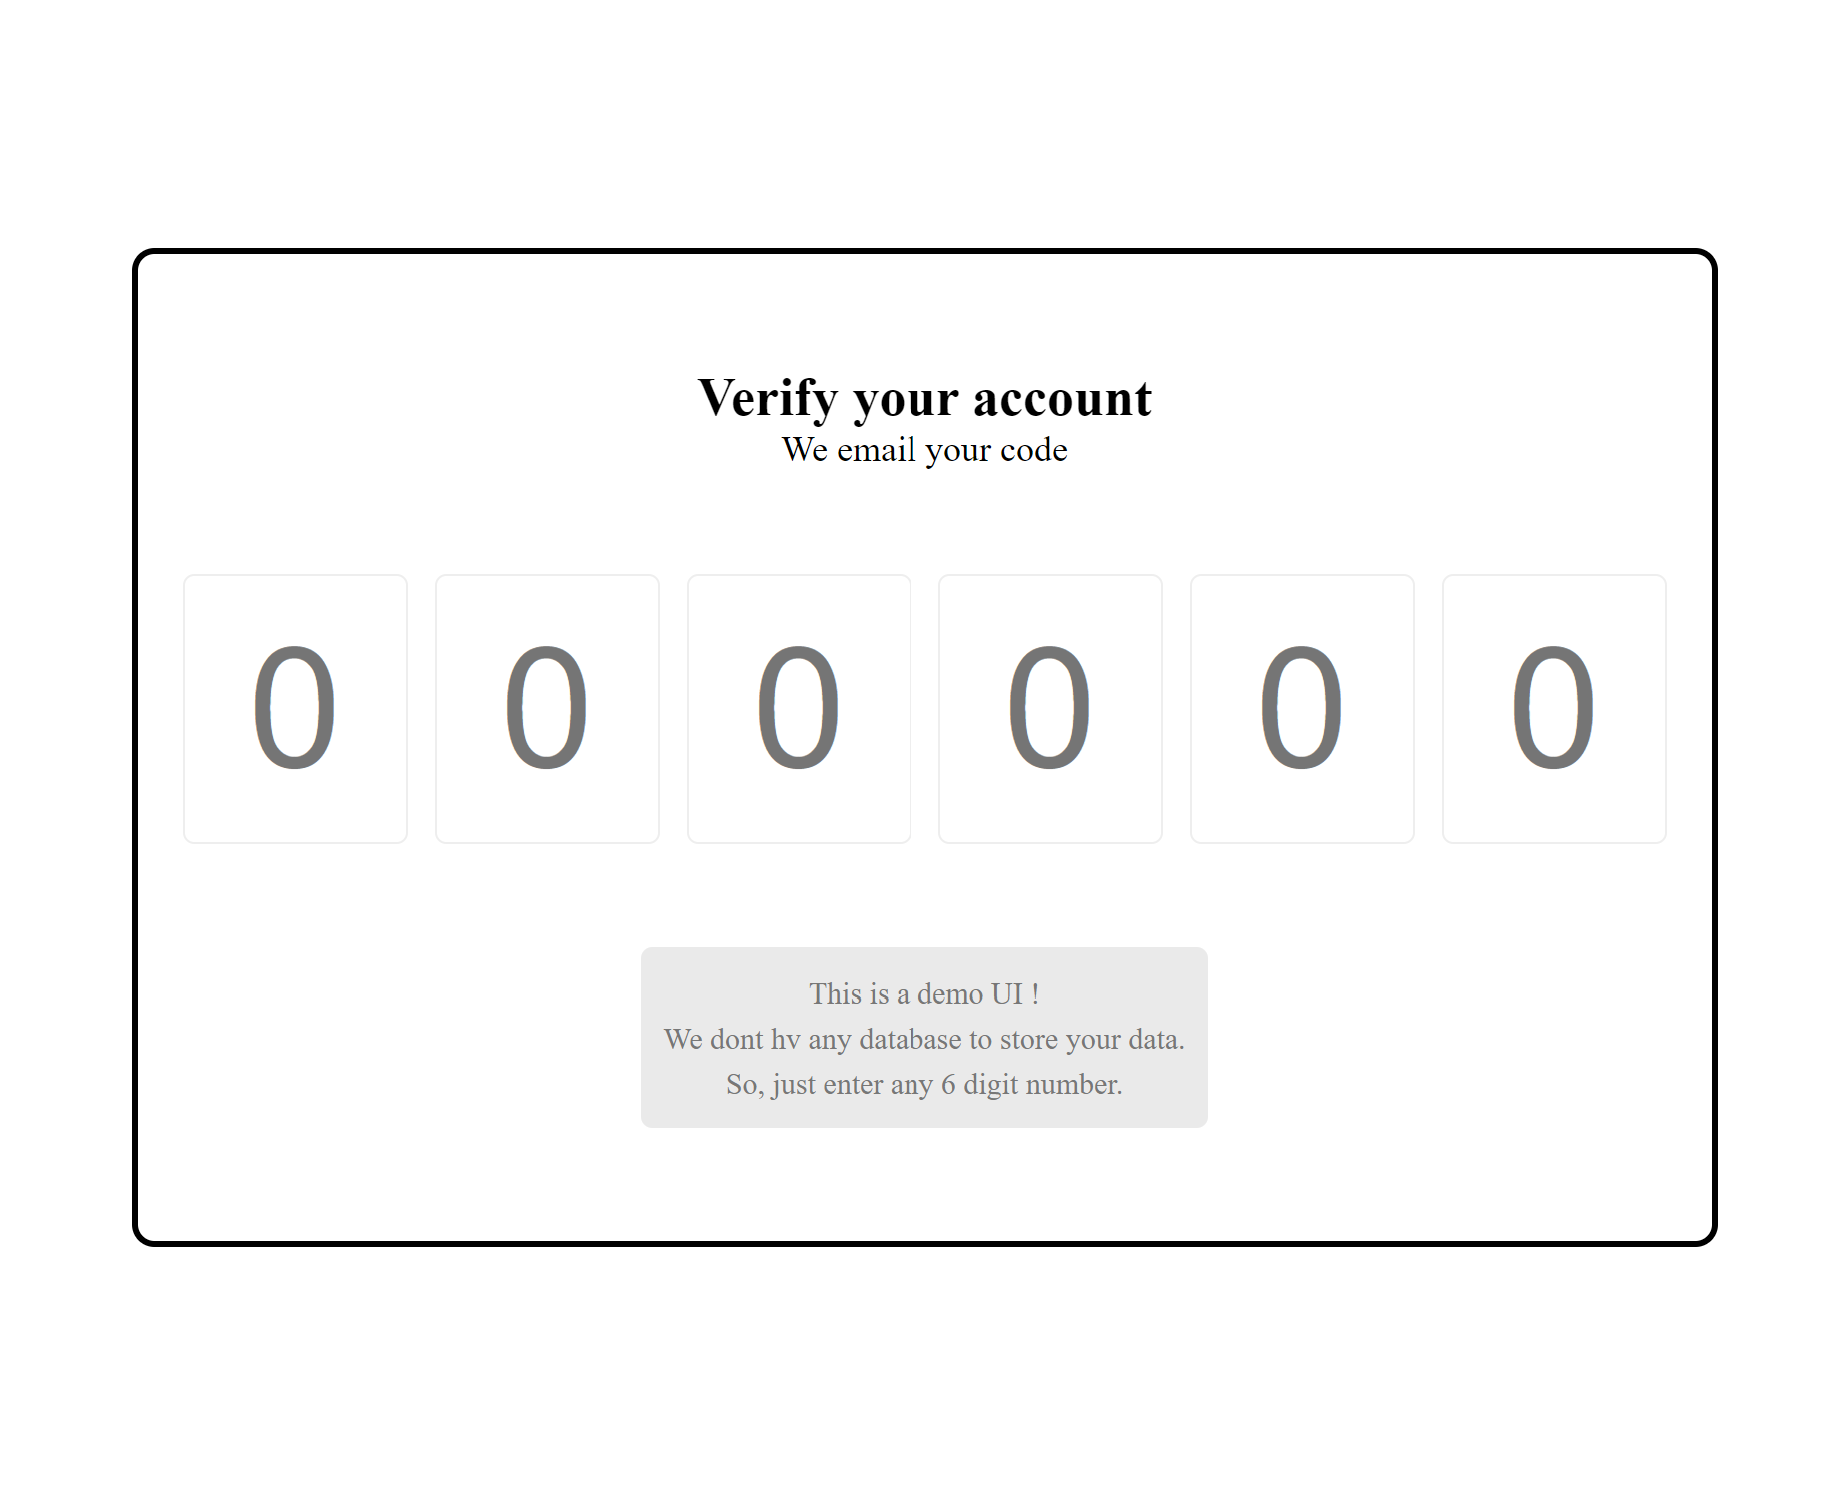 Verify your account
We email your code
0 0 0 0 0 0
This is a demo UI !
We dont hv any database to store your data.
So, just enter any 6 digit number.